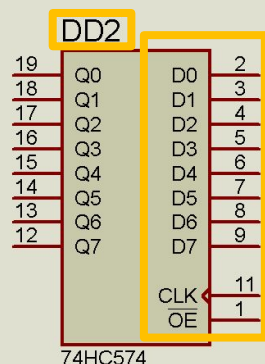 DD2
19 Q0 D0 2
18 Q1 D1 3
17 Q2 D2 4
16 Q3 D3 5
15 Q4 D4 6
14 Q5 D5 7
13 Q6 D6 8
12 Q7 D7 9
CLK 11
OE 1
74HC574